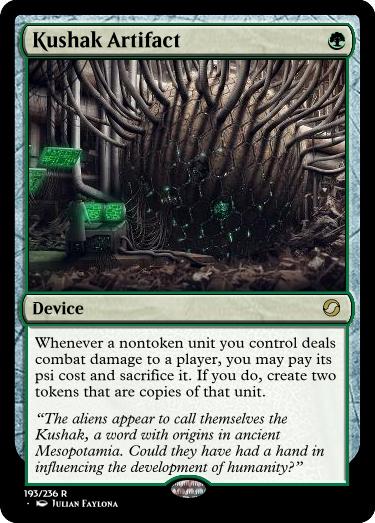 Kushak Artifact
Device
Whenever a nontoken unit you control deals
combat damage to a player, you may pay its
psi cost and sacrifice it. If you do, create two
tokens that are copies of that unit.
“The aliens appear to call themselves the
Kushak, a word with origins in ancient
Mesopotamia. Could they have had a hand in
influencing the development of humanity?”
193/236 R
· Julian Faylona